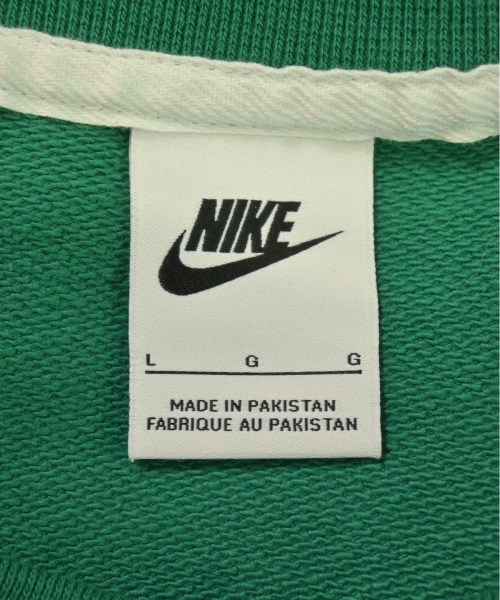 NIKE
L G G
MADE IN PAKISTAN
FABRIQUE AU PAKISTAN